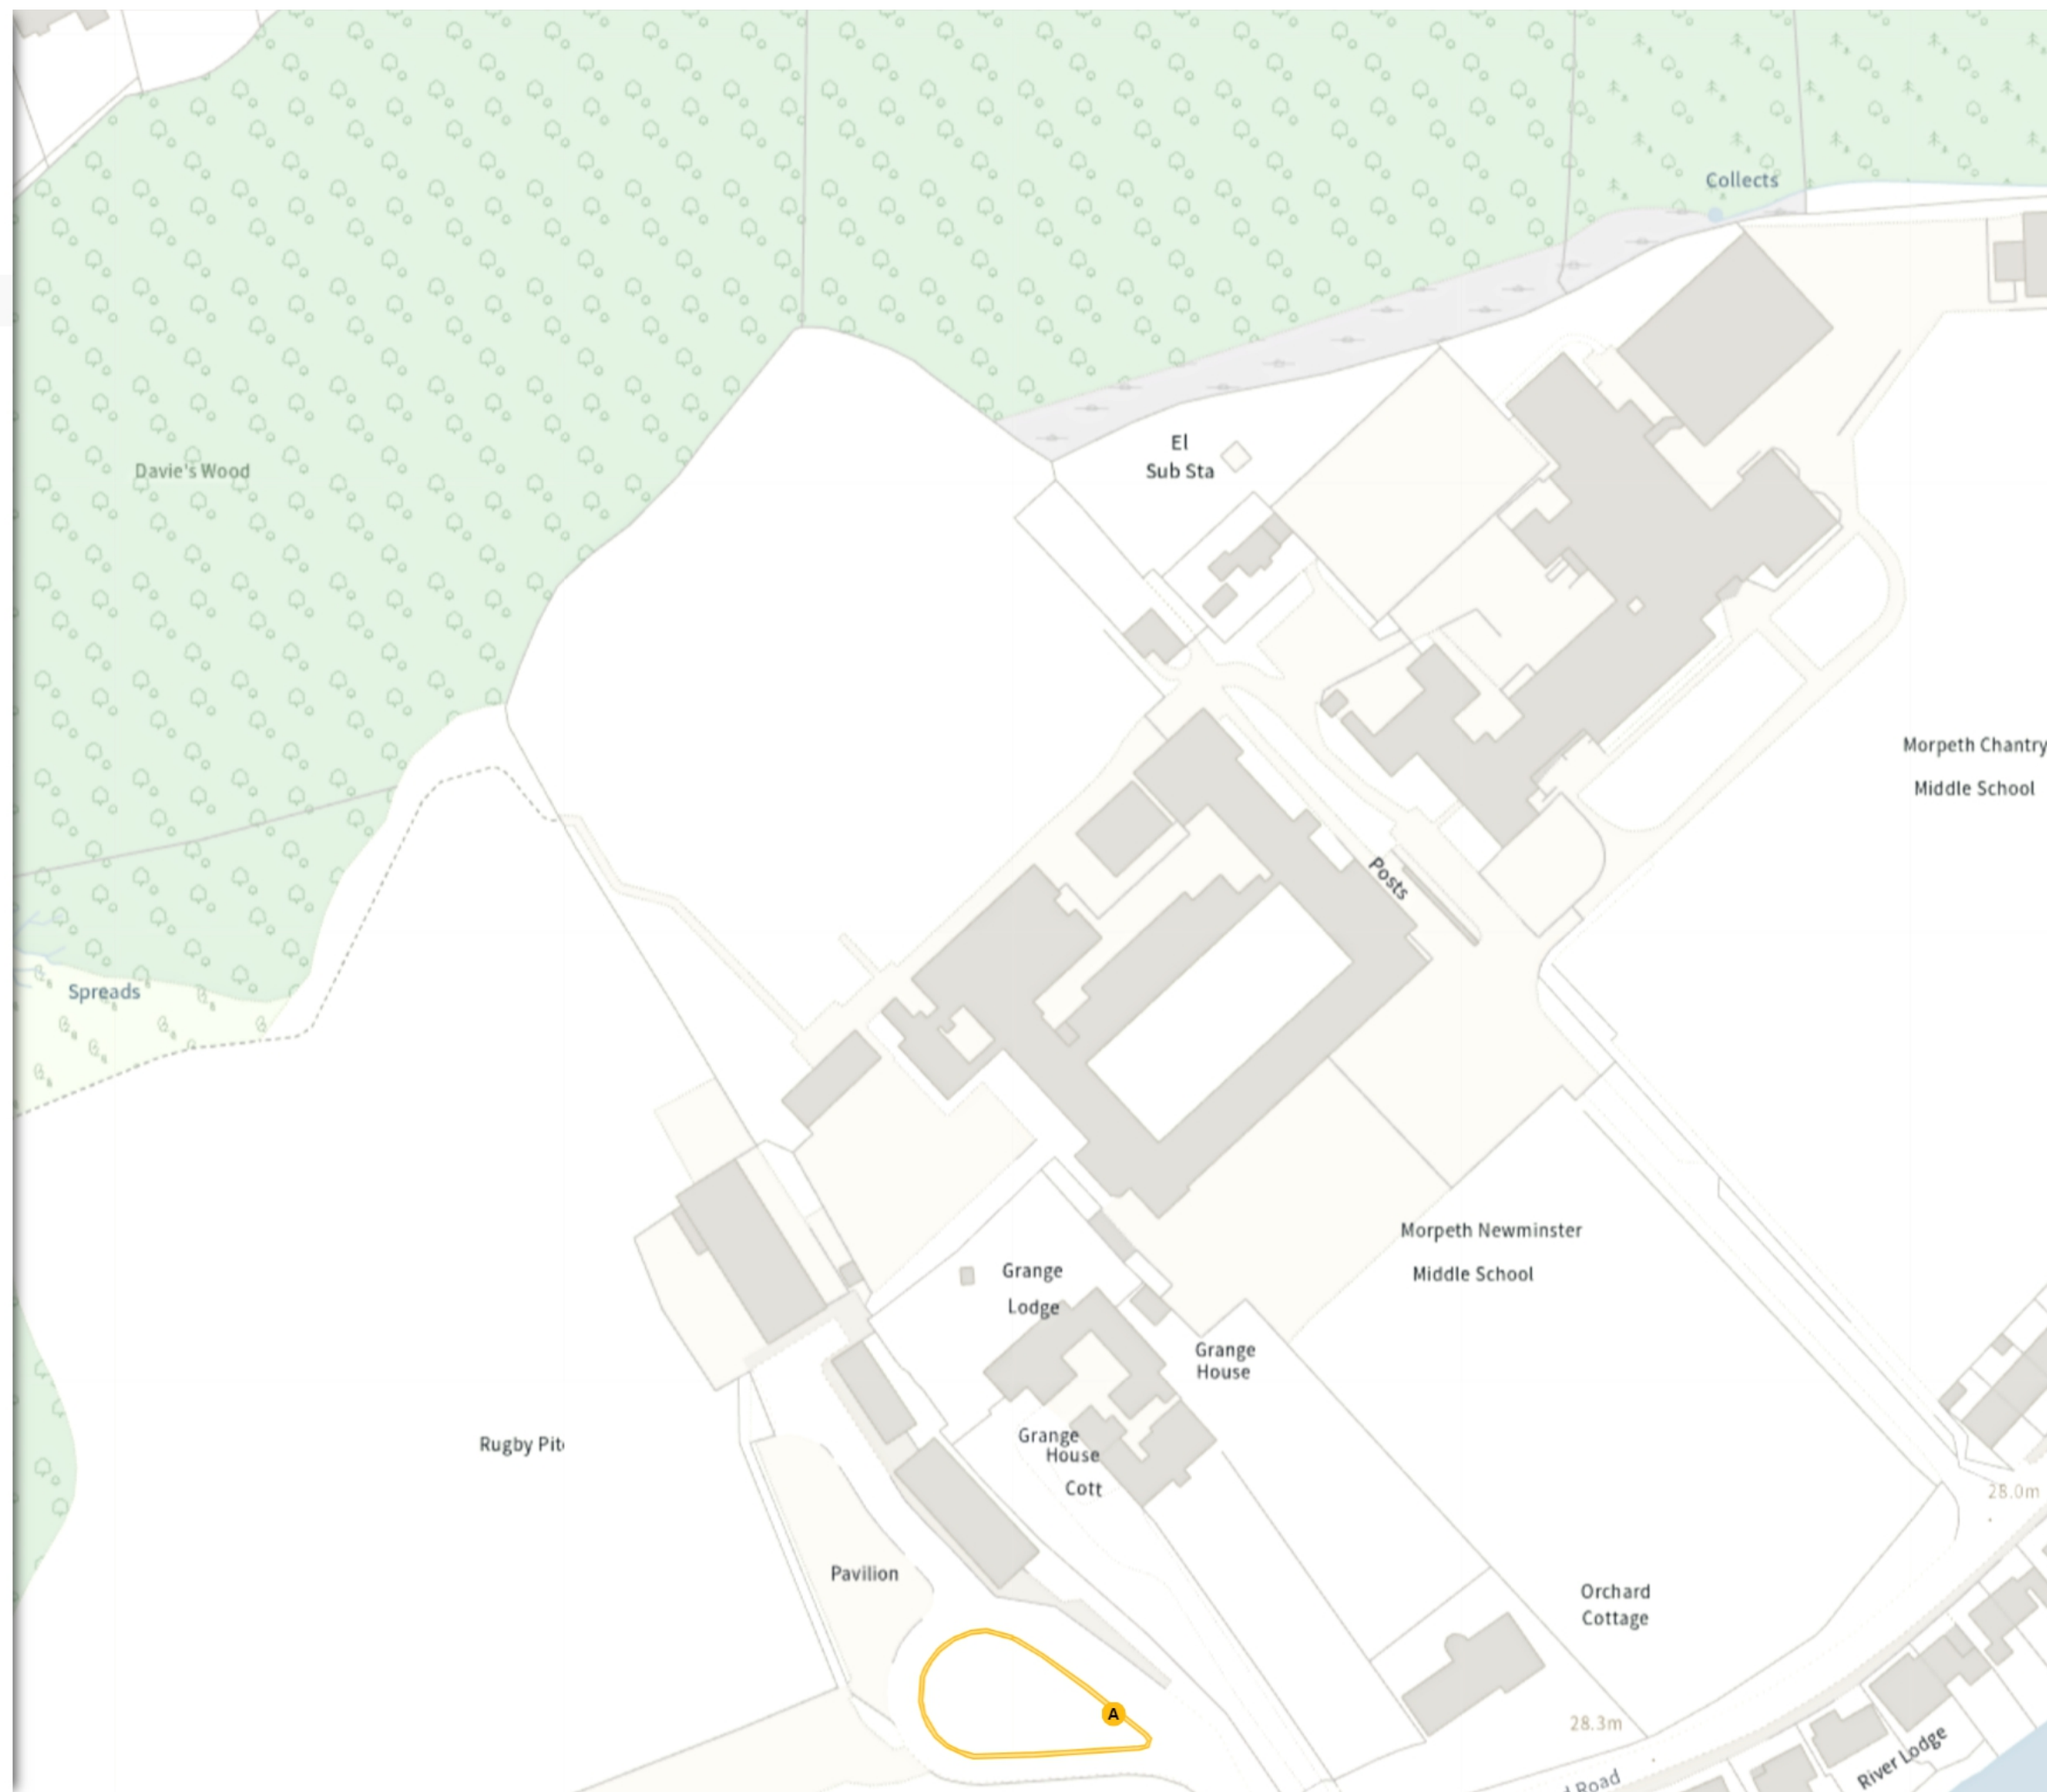 Collects
El
Sub Sta
Davie's Wood
Morpeth Chantry
Middle School
Posts
Spreads
Morpeth Newminster
Middle School
Grange
Lodge
Grange
House
Rugby Pit
Grange
House
Cott
28.0m
Pavilion
Orchard
Cottage
A
28.3m
River Lodge
Road